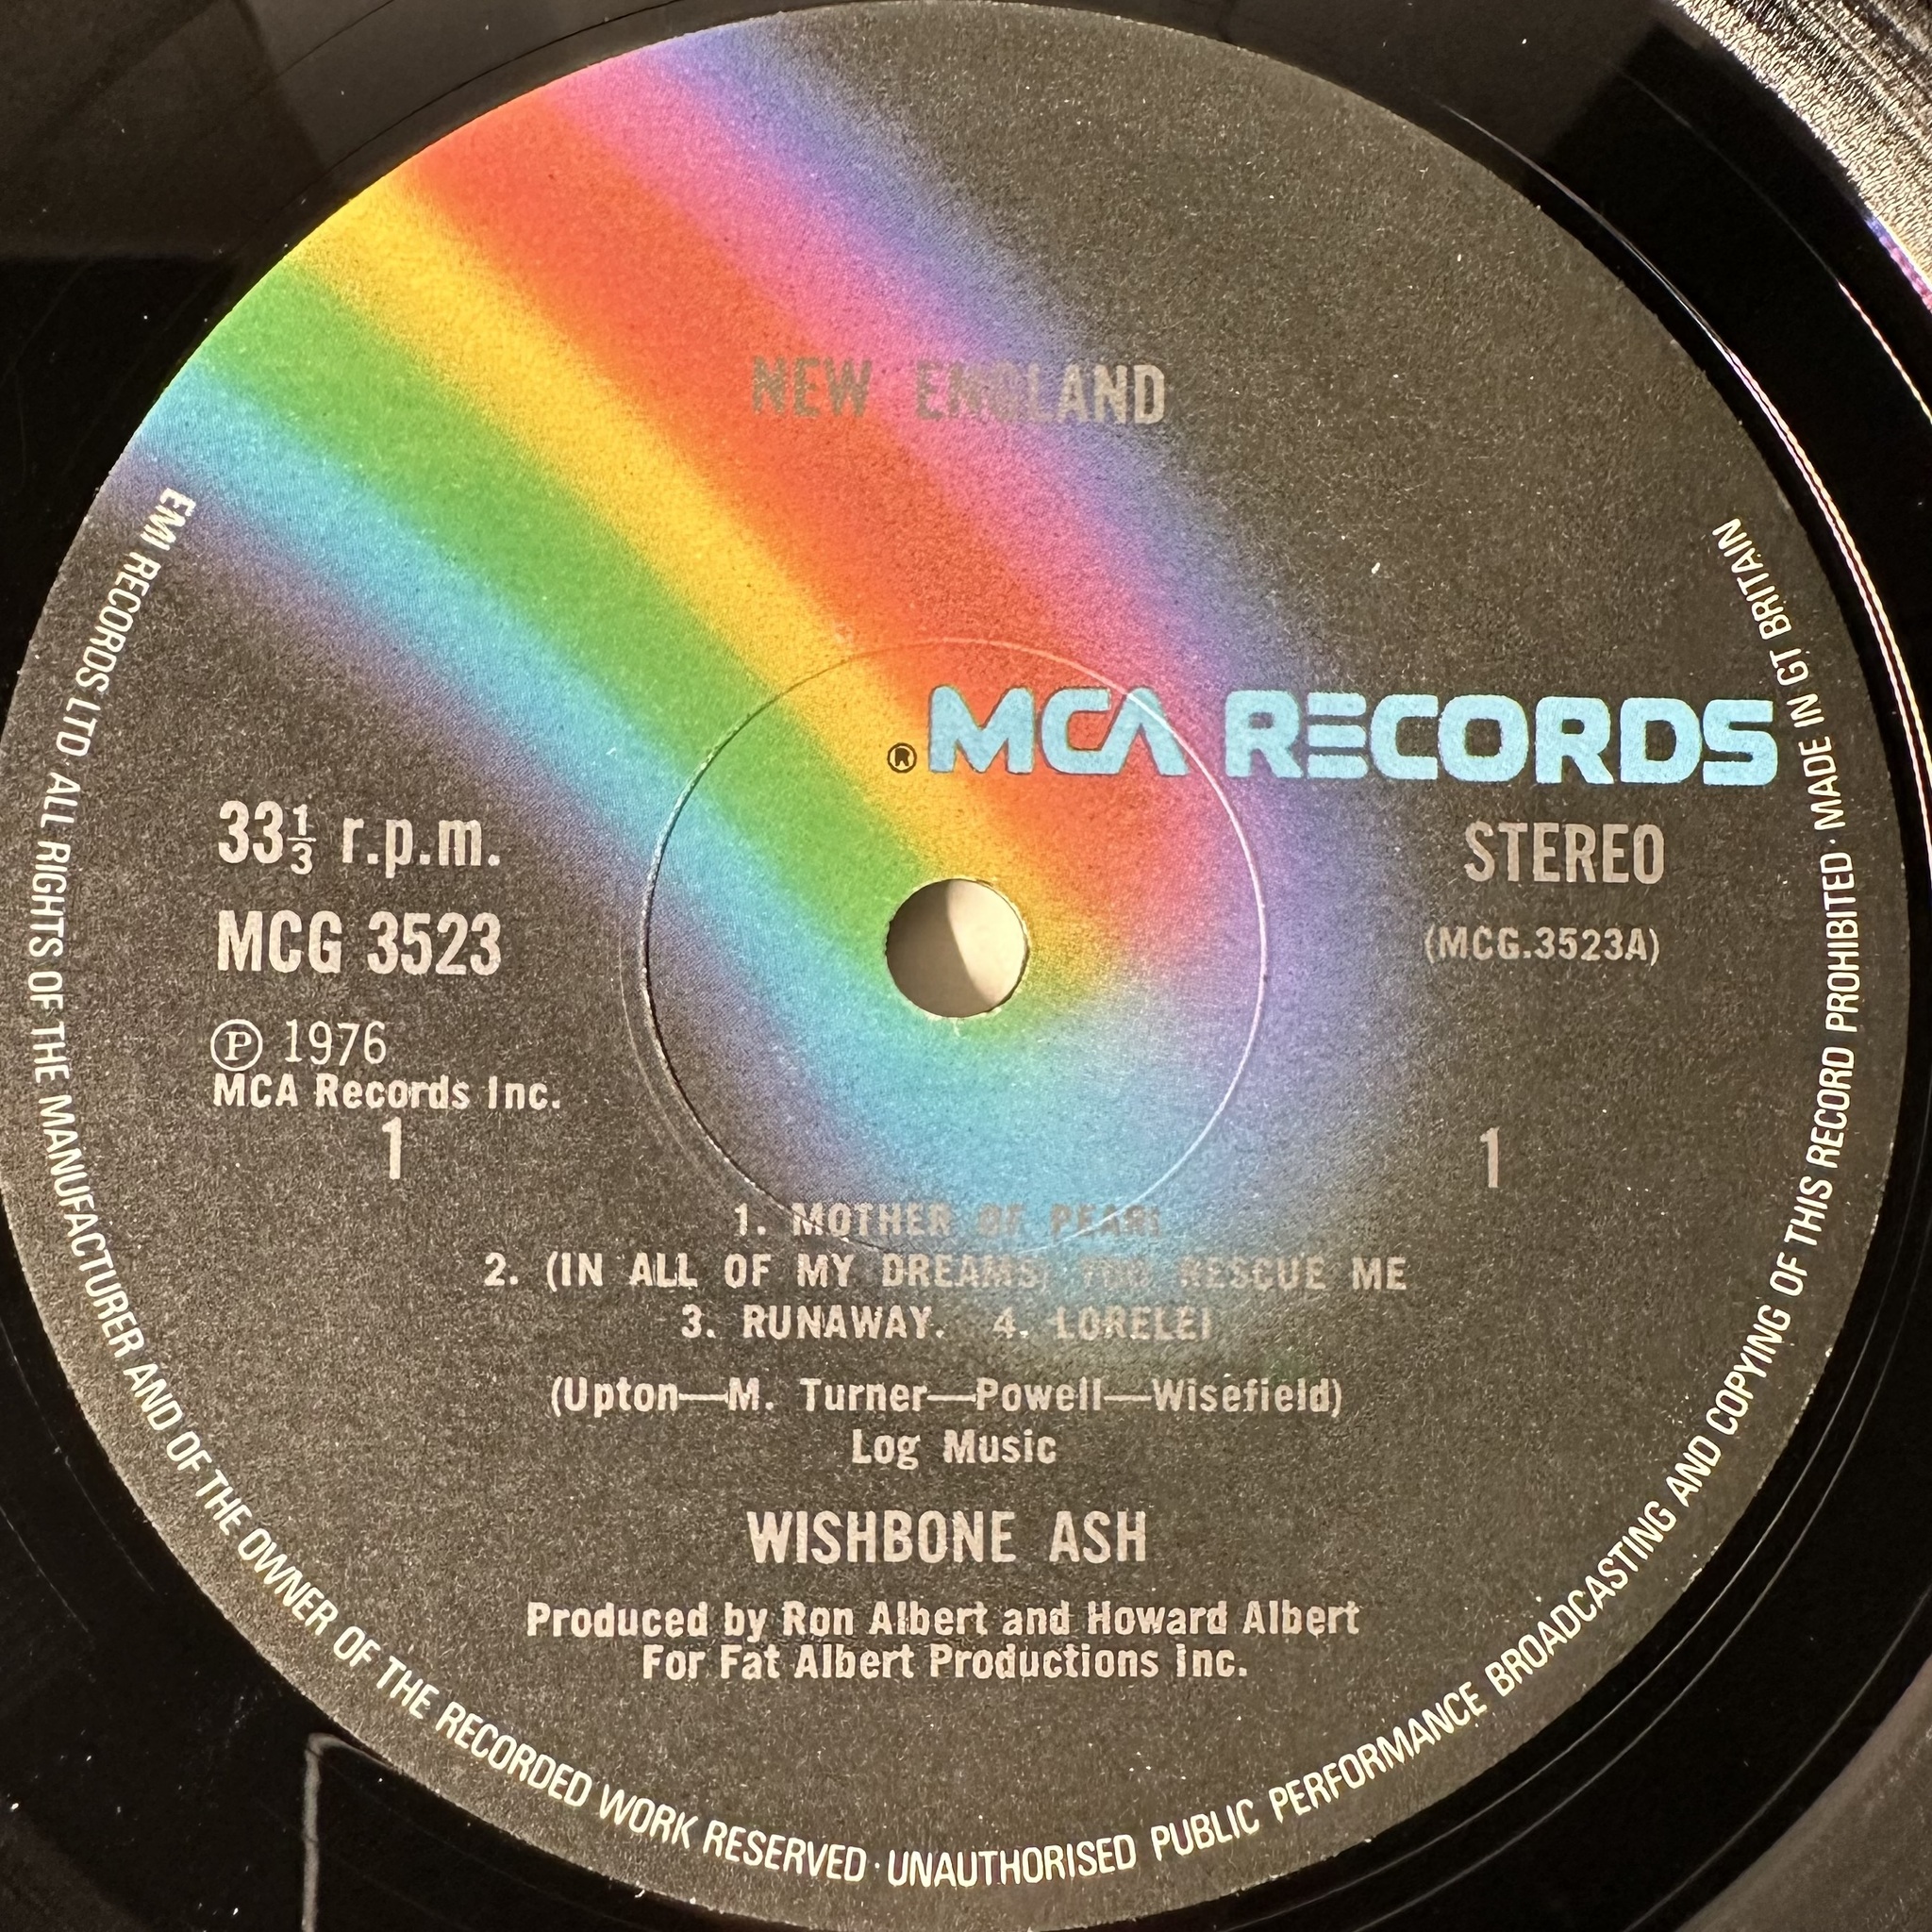 NEW ENGLAND
® MCA RECORDS
33⅓ r.p.m.
STEREO
MCG 3523
(MCG.3523A)
Ⓟ 1976
MCA Records Inc.
1
1
1. MOTHER OF PEARL
2. (IN ALL OF MY DREAMS) YOU RESCUE ME
3. RUNAWAY. 4. LORELEI
(Upton—M. Turner—Powell—Wisefield)
Log Music
WISHBONE ASH
Produced by Ron Albert and Howard Albert
For Fat Albert Productions Inc.
EMI RECORDS LTD · ALL RIGHTS OF THE MANUFACTURER AND OF THE OWNER OF THE RECORDED WORK RESERVED · UNAUTHORISED PUBLIC PERFORMANCE BROADCASTING AND COPYING OF THIS RECORD PROHIBITED · MADE IN GT BRITAIN